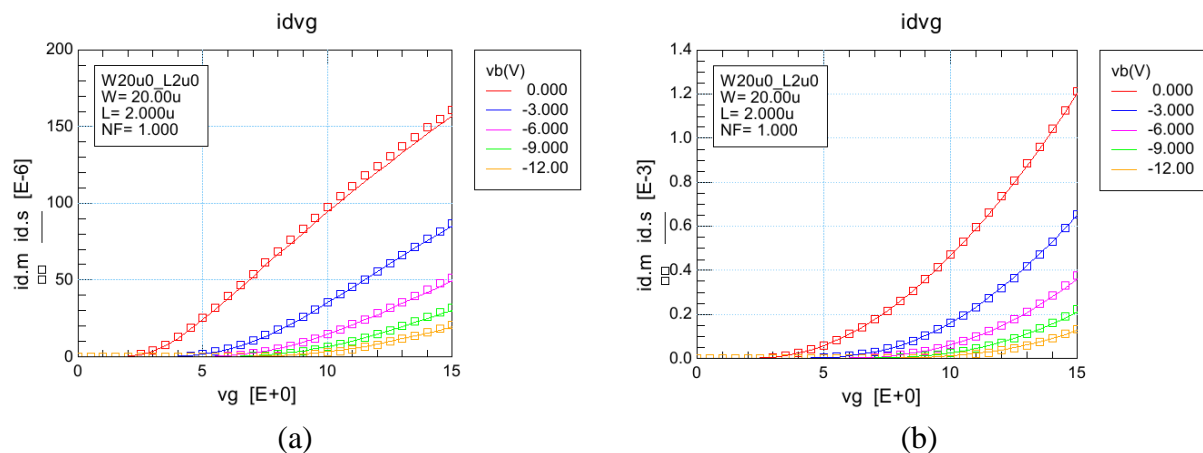 idvg
200
150
100
50
0
id.m id.s [E-6]
W20u0_L2u0
W= 20.00u
L= 2.000u
NF= 1.000
0 5 10 15
vg [E+0]
vb(V)
0.000
-3.000
-6.000
-9.000
-12.00
(a)
idvg
1.4
1.2
1.0
0.8
0.6
0.4
0.2
0.0
id.m id.s [E-3]
W20u0_L2u0
W= 20.00u
L= 2.000u
NF= 1.000
0 5 10 15
vg [E+0]
vb(V)
0.000
-3.000
-6.000
-9.000
-12.00
(b)